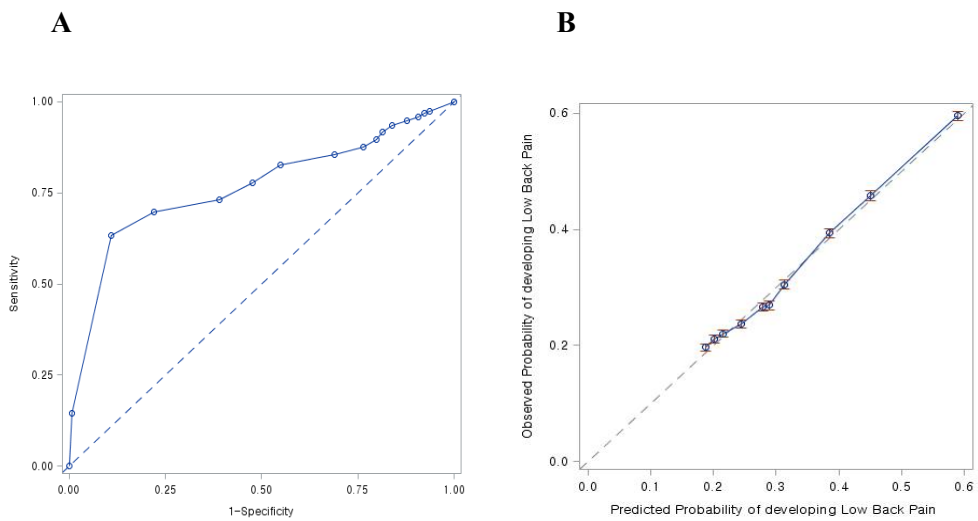 A
B
1.00
0.75
0.50
0.25
0.00
Sensitivity
0.00 0.25 0.50 0.75 1.00
1-Specificity
0.6
0.4
0.2
0.0
Observed Probability of developing Low Back Pain
0.0 0.1 0.2 0.3 0.4 0.5 0.6
Predicted Probability of developing Low Back Pain